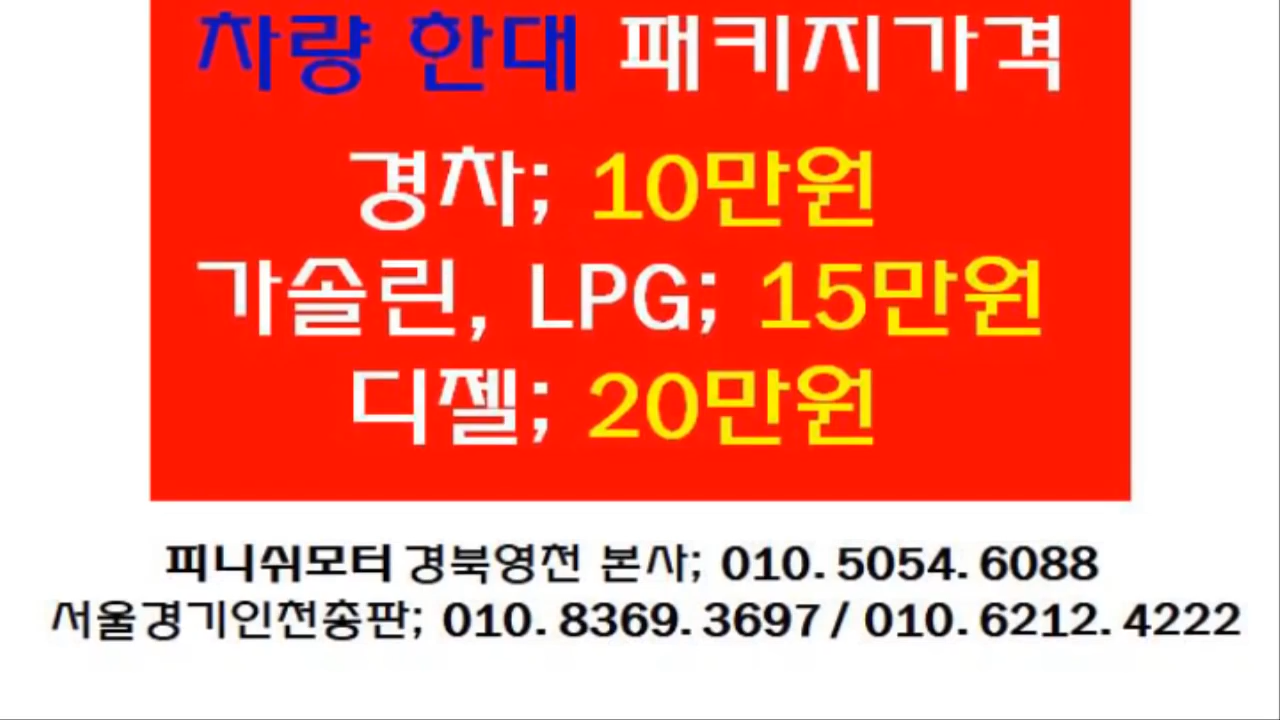 차량 한대 패키지가격
경차; 10만원
가솔린, LPG; 15만원
디젤; 20만원
피니쉬모터 경북영천 본사; 010. 5054. 6088
서울경기인천총판; 010. 8369. 3697 / 010. 6212. 4222